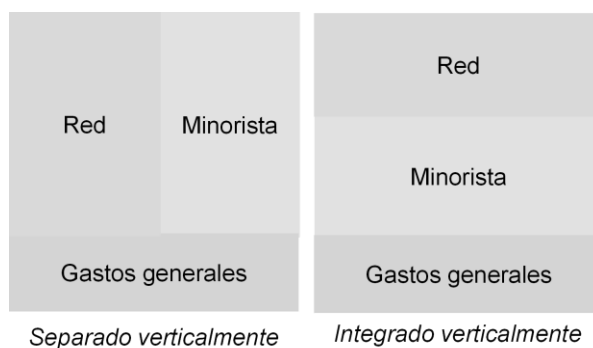 Red
Minorista
Gastos generales
Separado verticalmente
Red
Minorista
Gastos generales
Integrado verticalmente